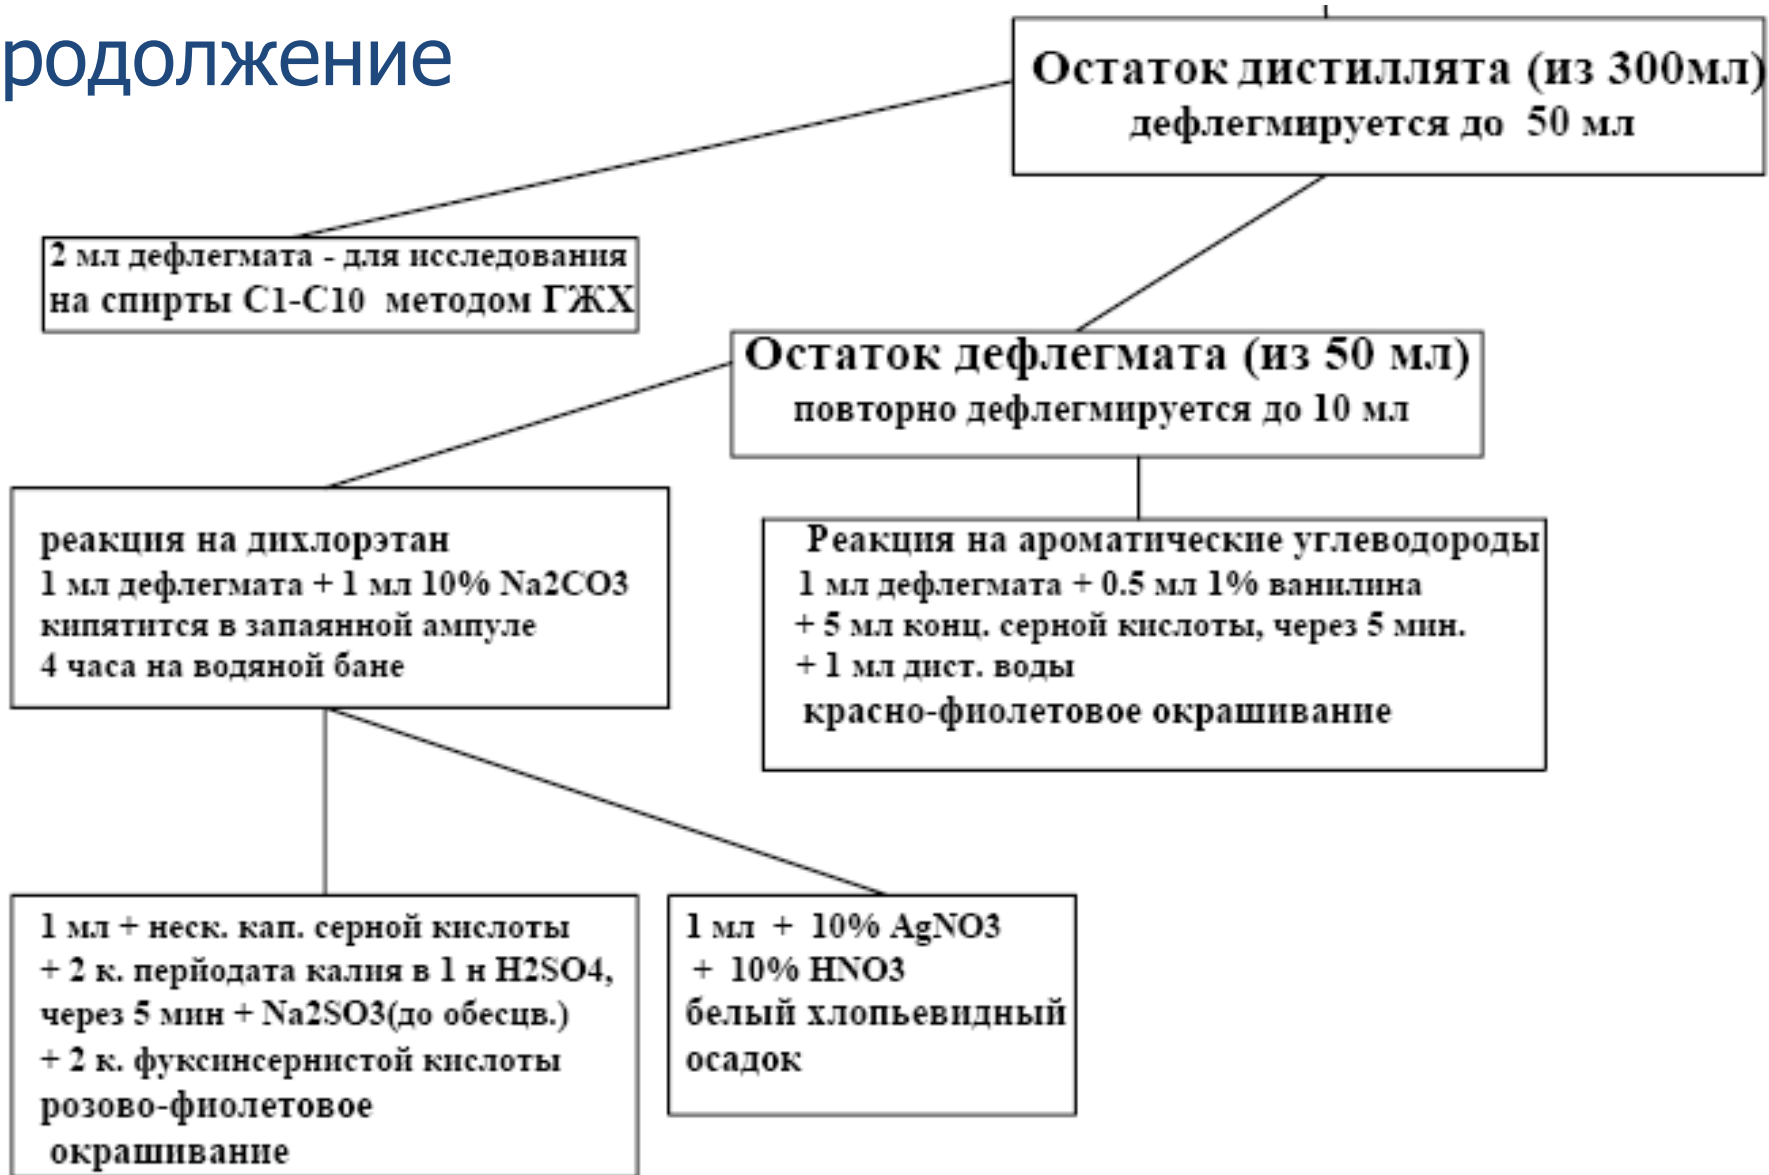 родолжение
Остаток дистиллята (из 300мл)
дефлегмируется до 50 мл
2 мл дефлегмата - для исследования
на спирты С1-С10 методом ГЖХ
Остаток дефлегмата (из 50 мл)
повторно дефлегмируется до 10 мл
реакция на дихлорэтан
1 мл дефлегмата + 1 мл 10% Na2CO3
кипятится в запаянной ампуле
4 часа на водяной бане
Реакция на ароматические углеводороды
1 мл дефлегмата + 0.5 мл 1% ванилина
+ 5 мл конц. серной кислоты, через 5 мин.
+ 1 мл дист. воды
красно-фиолетовое окрашивание
1 мл + неск. кап. серной кислоты
+ 2 к. перйодата калия в 1 н H2SO4,
через 5 мин + Na2SO3(до обесцв.)
+ 2 к. фуксинсернистой кислоты
розово-фиолетовое
окрашивание
1 мл + 10% AgNO3
+ 10% HNO3
белый хлопьевидный
осадок